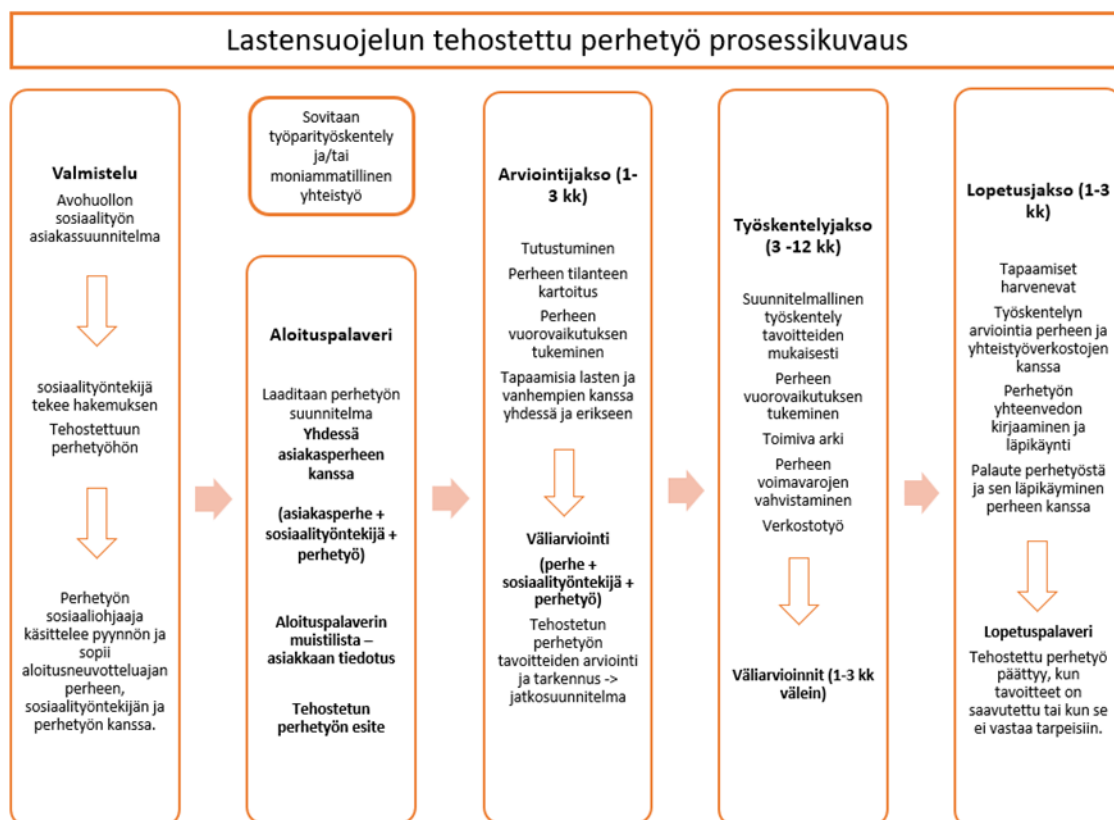 Lastensuojelun tehostettu perhetyö prosessikuvaus
Valmistelu
Avohuollon
sosiaalityön
asiakassuunnitelma
sosiaalityöntekijä
tekee hakemuksen
Tehostettuun
perhetyöhön
Perhetyön
sosiaaliohjaaja
käsittelee pyynnön ja
sopii
aloitusneuvotteluajan
perheen,
sosiaalityöntekijän ja
perhetyön kanssa.
Sovitaan
työparityöskentely
ja/tai
moniammatillinen
yhteistyö
Aloituspalaveri
Laaditaan perhetyön
suunnitelma
Yhdessä
asiakasperheen
kanssa
(asiakasperhe +
sosiaalityöntekijä +
perhetyö)
Aloituspalaverin
muistilista –
asiakkaan tiedotus
Tehostetun
perhetyön esite
Arviointijakso (1-
3 kk)
Tutustuminen
Perheen tilanteen
kartoitus
Perheen
vuorovaikutuksen
tukeminen
Tapaamisia lasten ja
vanhempien kanssa
yhdessä ja erikseen
Väliarviointi
(perhe +
sosiaalityöntekijä +
perhetyö)
Tehostetun
perhetyön
tavoitteiden arviointi
ja tarkennus ->
jatkosuunnitelma
Työskentelyjakso
(3 -12 kk)
Suunnitelmallinen
työskentely
tavoitteiden
mukaisesti
Perheen
vuorovaikutuksen
tukeminen
Toimiva arki
Perheen
voimavarojen
vahvistaminen
Verkostotyö
Väliarvioinnit (1-3 kk
välein)
Lopetusjakso (1-3
kk)
Tapaamiset
harvenevat
Työskentelyn
arviointia perheen ja
yhteistyöverkostojen
kanssa
Perhetyön
yhteenvedon
kirjaaminen ja
läpikäynti
Palaute perhetyöstä
ja sen läpikäyminen
perheen kanssa
Lopetuspalaveri
Tehostettu perhetyö
päättyy, kun
tavoitteet on
saavutettu tai kun se
ei vastaa tarpeisiin.